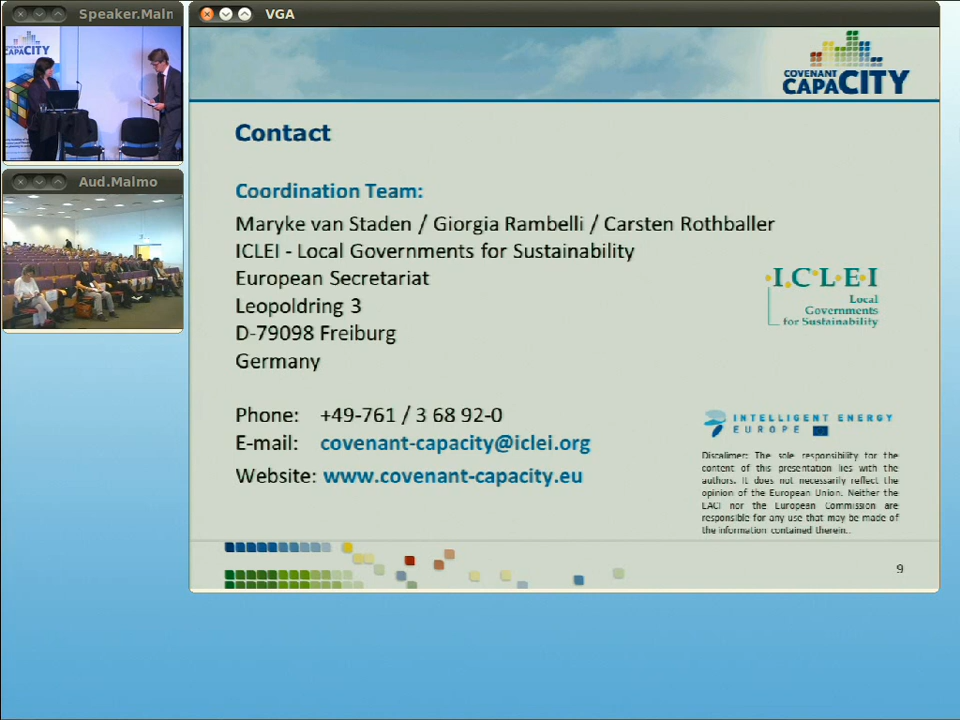 Speaker.Malm
VGA
COVENANT
CAPACITY
COVENANT
CAPACITY
Contact
Coordination Team:
Maryke van Staden / Giorgia Rambelli / Carsten Rothballer
ICLEI - Local Governments for Sustainability
European Secretariat
Leopoldring 3
D-79098 Freiburg
Germany
Aud.Malmo
I.C.L.E.I
Local
Governments
for Sustainability
Phone: +49-761 / 3 68 92-0
E-mail: covenant-capacity@iclei.org
Website: www.covenant-capacity.eu
INTELLIGENT ENERGY
EUROPE
Disclaimer: The sole responsibility for the
content of this presentation lies with the
authors. It does not necessarily reflect the
opinion of the European Union. Neither the
EACI nor the European Commission are
responsible for any use that may be made of
the information contained therein..
9